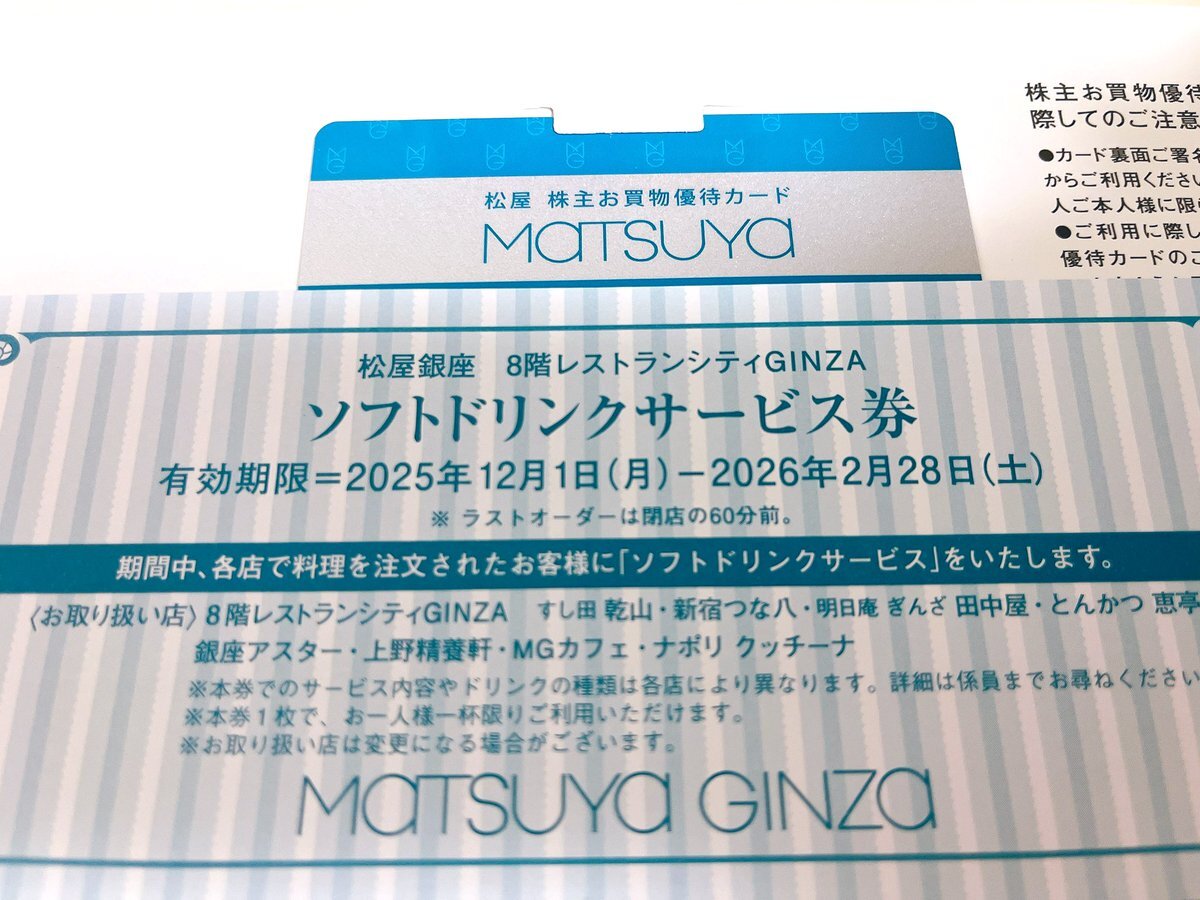 株主お買物優待
際してのご注意
●カード裏面ご署名
からご利用ください
人ご本人様に限
●ご利用に際し
優待カードのご
松屋 株主お買物優待カード
MATSUYA
松屋銀座 8階レストランシティGINZA
ソフトドリンクサービス券
有効期限=2025年12月1日(月)-2026年2月28日(土)
※ ラストオーダーは閉店の60分前。
期間中、各店で料理を注文されたお客様に「ソフトドリンクサービス」をいたします。
〈お取り扱い店〉8階レストランシティGINZA すし田 乾山・新宿つな八・明日庵 ぎんざ 田中屋・とんかつ 恵亭
銀座アスター・上野精養軒・MGカフェ・ナポリ クッチーナ
※本券でのサービス内容やドリンクの種類は各店により異なります。詳細は係員までお尋ねください
※本券1枚で、お一人様一杯限りご利用いただけます。
※お取り扱い店は変更になる場合がございます。
MATSUYA GINZA